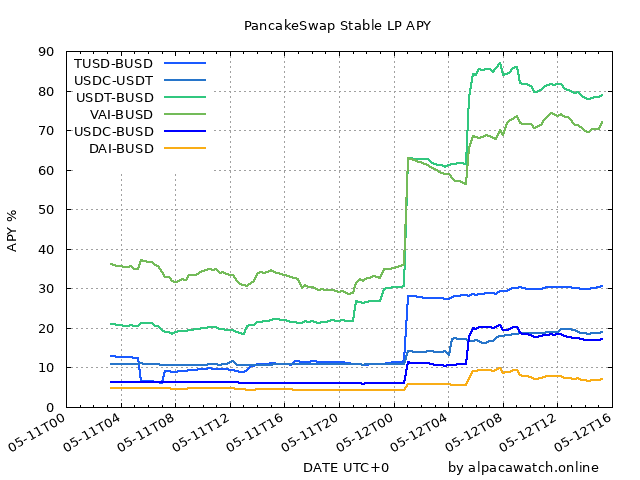 PancakeSwap Stable LP APY
90
80
70
60
50
40
30
20
10
0
APY %
TUSD-BUSD
USDC-USDT
USDT-BUSD
VAI-BUSD
USDC-BUSD
DAI-BUSD
05-11T00
05-11T04
05-11T08
05-11T12
05-11T16
05-11T20
05-12T00
05-12T04
05-12T08
05-12T12
05-12T16
DATE UTC+0
by alpacawatch.online